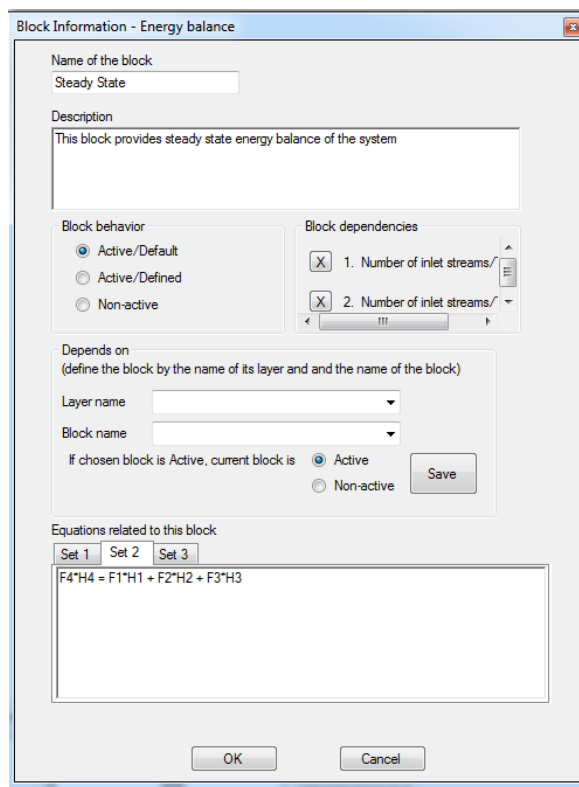 Block Information - Energy balance
Name of the block
Steady State
Description
This block provides steady state energy balance of the system
Block behavior
Active/Default
Active/Defined
Non-active
Block dependencies
X 1. Number of inlet streams/
X 2. Number of inlet streams/
Depends on
(define the block by the name of its layer and and the name of the block)
Layer name
Block name
If chosen block is Active, current block is
Active
Non-active
Save
Equations related to this block
Set 1 Set 2 Set 3
F4*H4 = F1*H1 + F2*H2 + F3*H3
OK Cancel